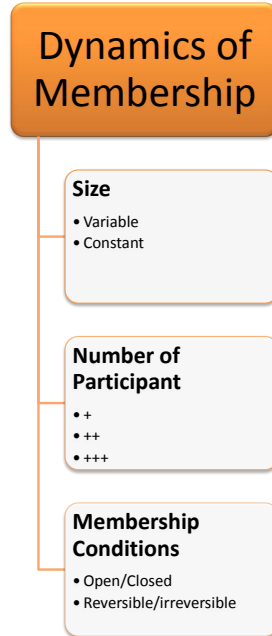 Dynamics of
Membership
Size
• Variable
• Constant
Number of
Participant
• +
• ++
• +++
Membership
Conditions
• Open/Closed
• Reversible/irreversible